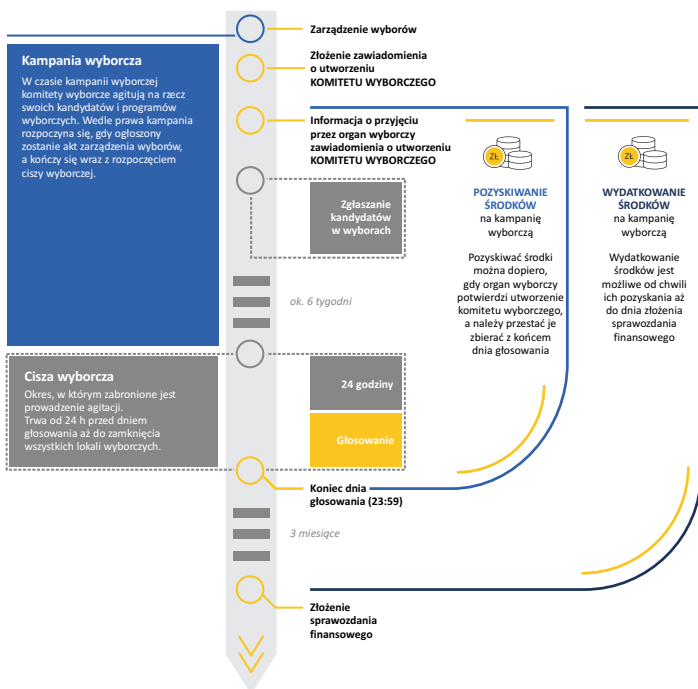 Zarządzenie wyborów
Złożenie zawiadomienia
o utworzeniu
KOMITETU WYBORCZEGO
Kampania wyborcza
W czasie kampanii wyborczej
komitety wyborcze agitują na rzecz
swoich kandydatów i programów
wyborczych. Wedle prawa kampania
rozpoczyna się, gdy ogłoszony
zostanie akt zarządzenia wyborów,
a kończy się wraz z rozpoczęciem
ciszy wyborczej.
Informacja o przyjęciu
przez organ wyborczy
zawiadomienia o utworzeniu
KOMITETU WYBORCZEGO
Zgłaszanie
kandydatów
w wyborach
ok. 6 tygodni
ZŁ
POZYSKIWANIE
ŚRODKÓW
na kampanię
wyborczą
Pozyskiwać środki
można dopiero,
gdy organ wyborczy
potwierdzi utworzenie
komitetu wyborczego,
a należy przestać je
zbierać z końcem
dnia głosowania
ZŁ
WYDATKOWANIE
ŚRODKÓW
na kampanię
wyborczą
Wydatkowanie
środków jest
możliwe od chwili
ich pozyskania aż
do dnia złożenia
sprawozdania
finansowego
Cisza wyborcza
Okres, w którym zabronione jest
prowadzenie agitacji.
Trwa od 24 h przed dniem
głosowania aż do zamknięcia
wszystkich lokali wyborczych.
24 godziny
Głosowanie
Koniec dnia
głosowania (23:59)
3 miesiące
Złożenie
sprawozdania
finansowego